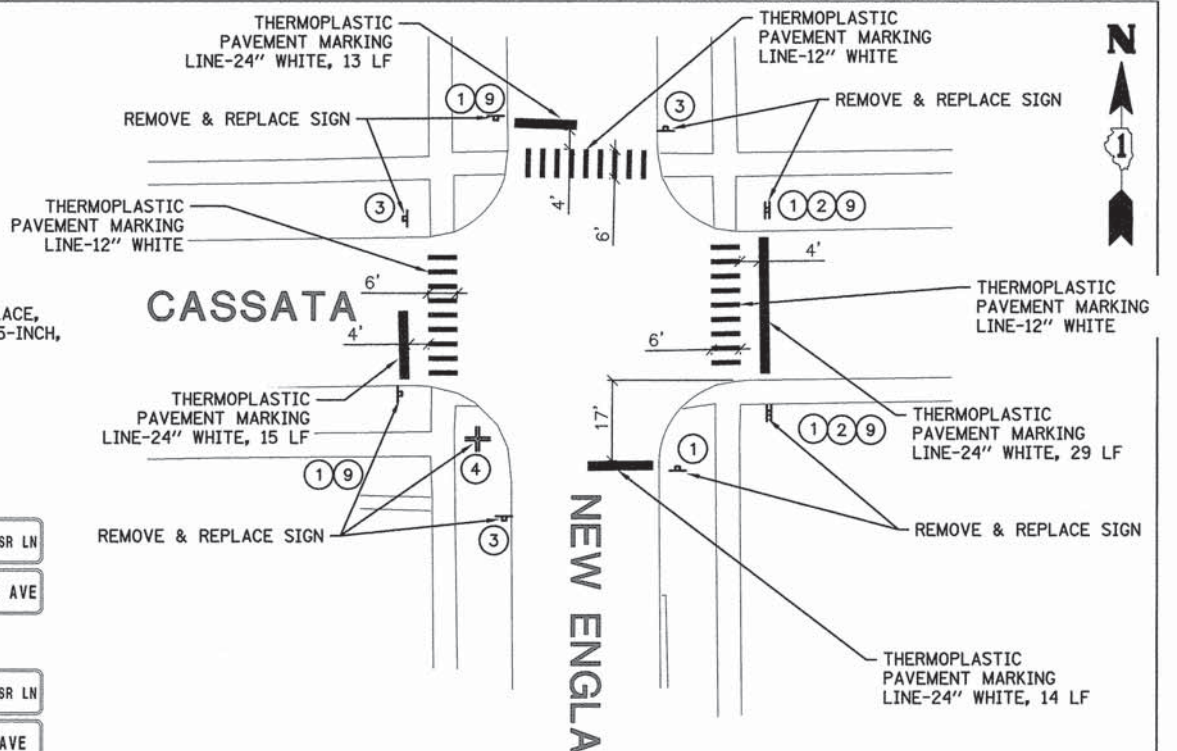 THERMOPLASTIC
PAVEMENT MARKING
LINE-24" WHITE, 13 LF
THERMOPLASTIC
PAVEMENT MARKING
LINE-12" WHITE
N
1
REMOVE & REPLACE SIGN
1 9
3
REMOVE & REPLACE SIGN
3
4'
6'
1 2 9
THERMOPLASTIC
PAVEMENT MARKING
LINE-12" WHITE
6'
4'
CASSATA
4'
6'
THERMOPLASTIC
PAVEMENT MARKING
LINE-12" WHITE
ACE,
5-INCH,
THERMOPLASTIC
PAVEMENT MARKING
LINE-24" WHITE, 15 LF
17'
THERMOPLASTIC
PAVEMENT MARKING
LINE-24" WHITE, 29 LF
1 9
4
1
1 2 9
REMOVE & REPLACE SIGN
3
REMOVE & REPLACE SIGN
NEW ENGLA
SR LN
AVE
SR LN
AVE
THERMOPLASTIC
PAVEMENT MARKING
LINE-24" WHITE, 14 LF